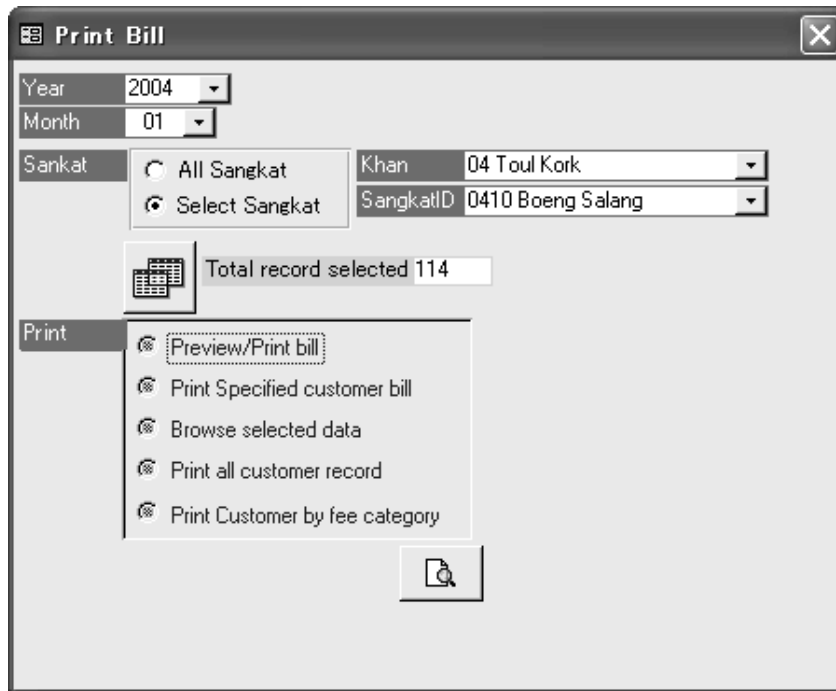 Print Bill
Year 2004
Month 01
Sankat All Sangkat Khan 04 Toul Kork
Select Sangkat SangkatID 0410 Boeng Salang
Total record selected 114
Print
Preview/Print bill
Print Specified customer bill
Browse selected data
Print all customer record
Print Customer by fee category